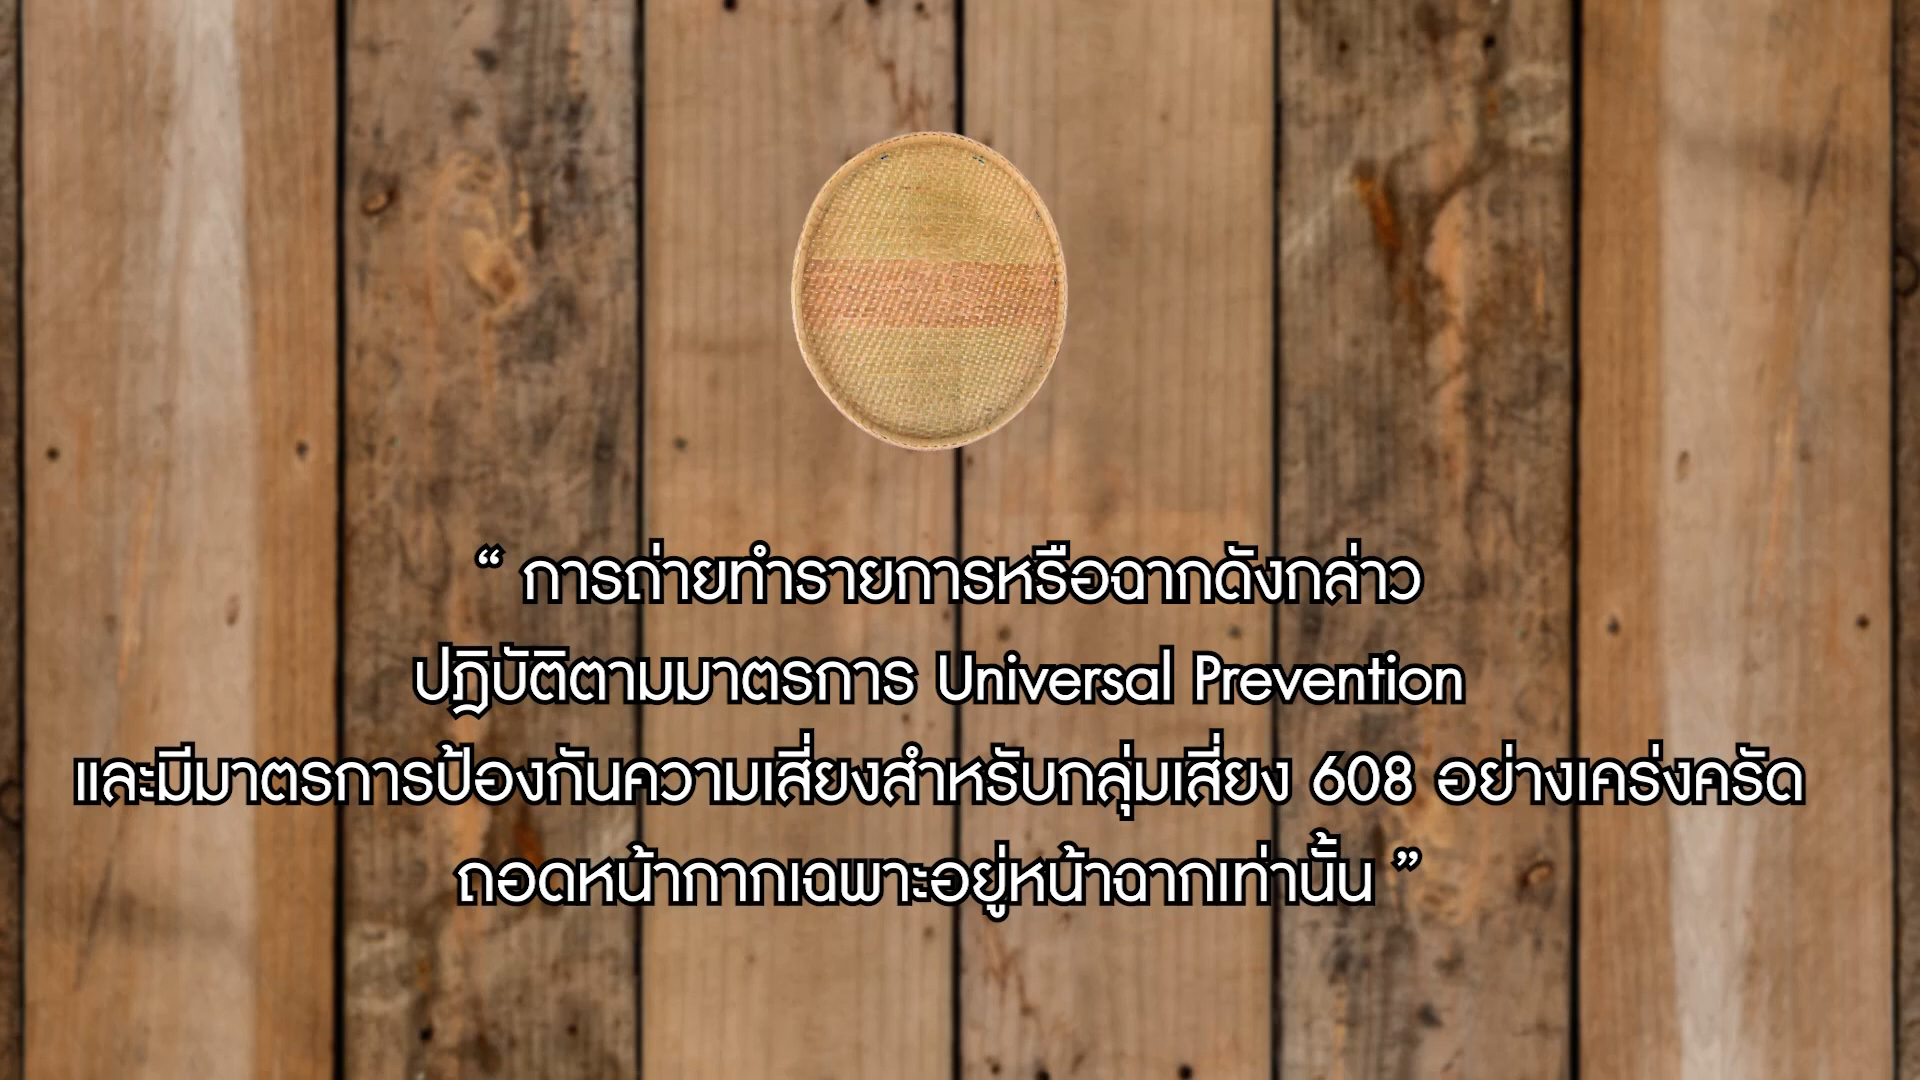 “ การถ่ายทำรายการหรือฉากดังกล่าว
ปฏิบัติตามมาตรการ Universal Prevention
และมีมาตรการป้องกันความเสี่ยงสำหรับกลุ่มเสี่ยง 608 อย่างเคร่งครัด
ถอดหน้ากากเฉพาะอยู่หน้าฉากเท่านั้น ”